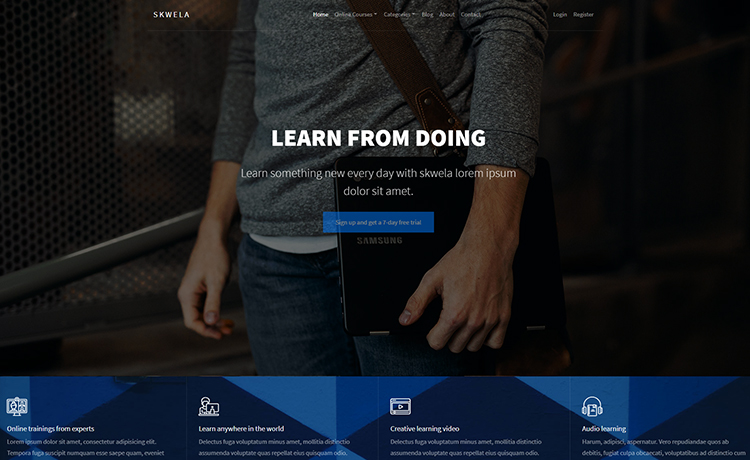 SKWELA
Home Online Courses Categories Blog About Contact
Login Register
LEARN FROM DOING
Learn something new every day with skwela lorem ipsum
dolor sit amet.
Sign up and get a 7-day free trial
SAMSUNG
Online trainings from experts
Lorem ipsum dolor sit amet, consectetur adipisicing elit.
Tempora fuga suscipit numquam esse saepe quam, eveniet
Learn anywhere in the world
Delectus fuga voluptatum minus amet, mollitia distinctio
assumenda voluptate quas repellat eius quisquam odio.
Creative learning video
Delectus fuga voluptatum minus amet, mollitia distinctio
assumenda voluptate quas repellat eius quisquam odio.
Audio learning
Harum, adipisci, aspernatur. Vero repudiandae quos ab
debitis, fugiat culpa obcaecati, voluptatibus ad distinctio cum